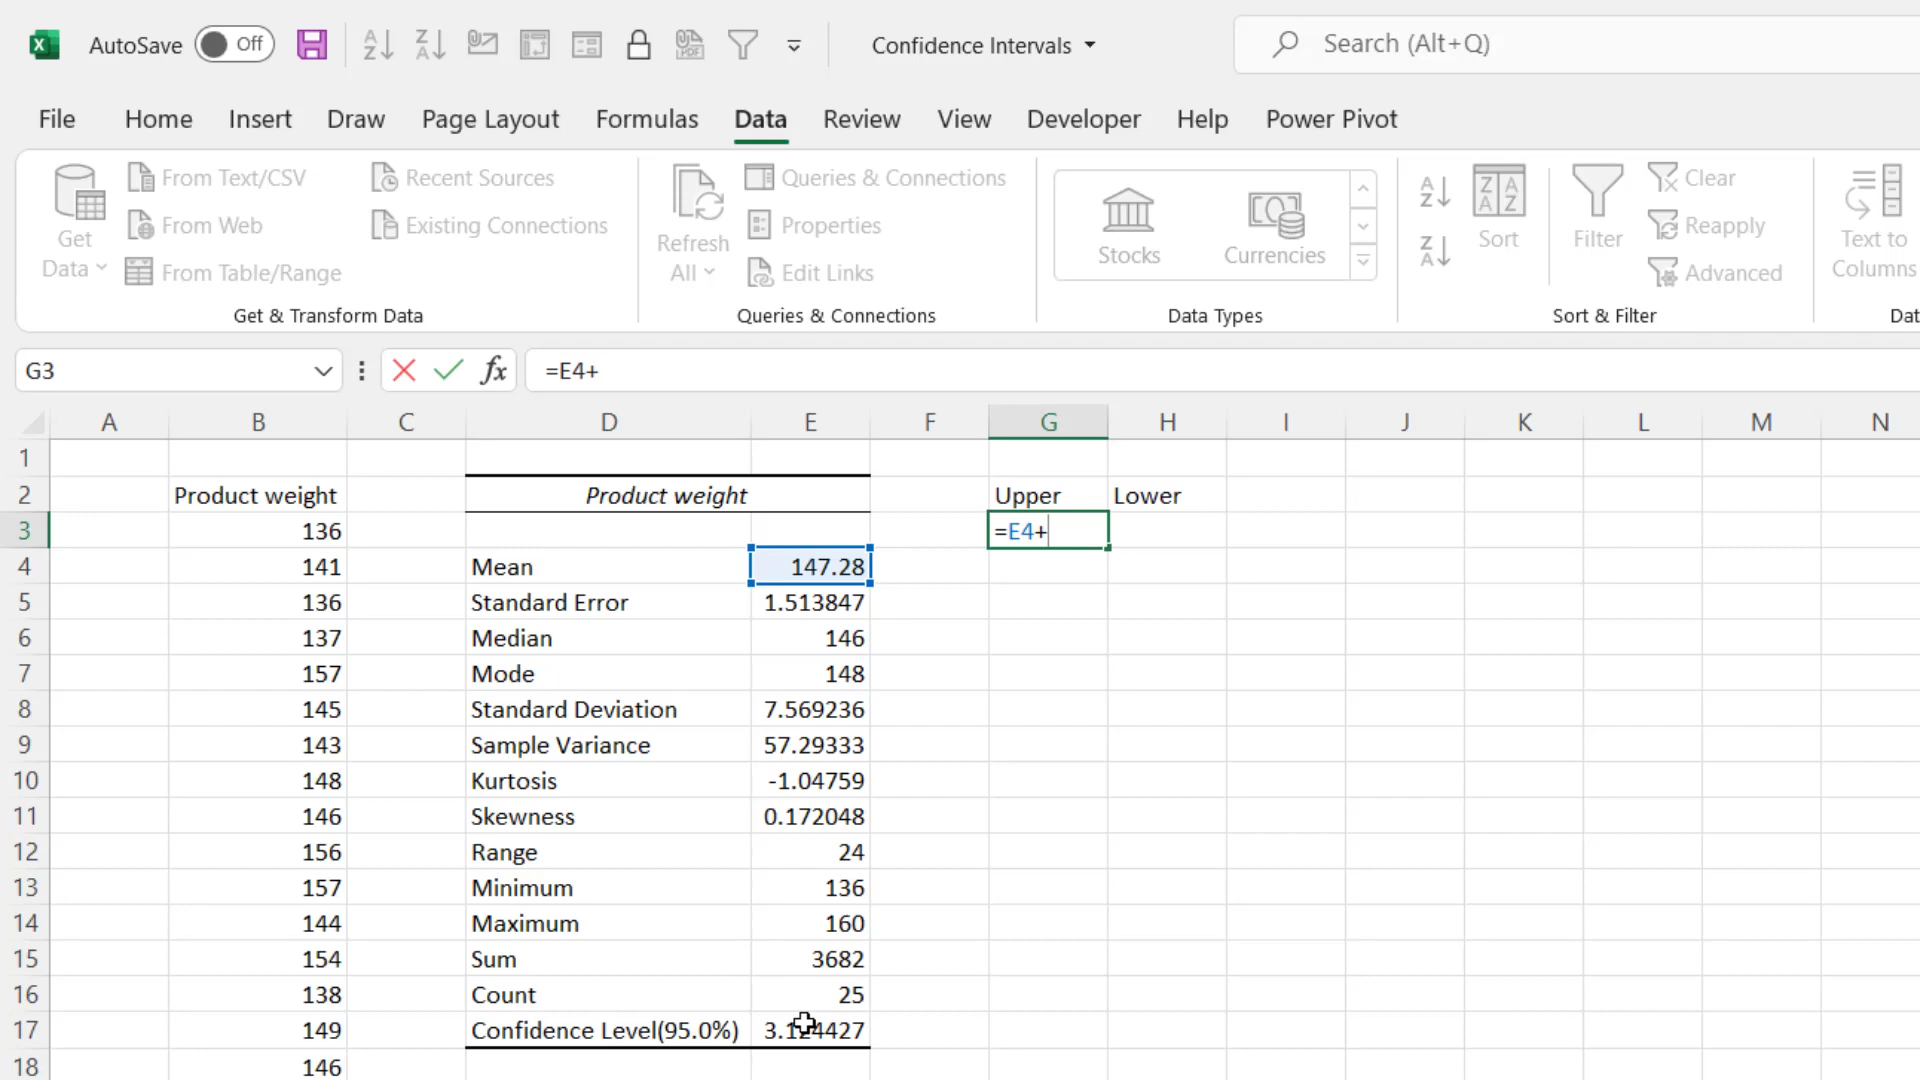 AutoSave Off Confidence Intervals Search (Alt+Q)
File Home Insert Draw Page Layout Formulas Data Review View Developer Help Power Pivot
Get Data
From Text/CSV
From Web
From Table/Range
Recent Sources
Existing Connections
Get & Transform Data
Refresh All
Queries & Connections
Properties
Edit Links
Queries & Connections
Stocks
Currencies
Data Types
Sort
Filter
Clear
Reapply
Advanced
Sort & Filter
Text to
Columns
Dat
G3 fx =E4+
A B C D E F G H I J K L M N
1
2 Product weight Product weight Upper Lower
3 136 =E4+
4 141 Mean 147.28
5 136 Standard Error 1.513847
6 137 Median 146
7 157 Mode 148
8 145 Standard Deviation 7.569236
9 143 Sample Variance 57.29333
10 148 Kurtosis -1.04759
11 146 Skewness 0.172048
12 156 Range 24
13 157 Minimum 136
14 144 Maximum 160
15 154 Sum 3682
16 138 Count 25
17 149 Confidence Level(95.0%) 3.124427
18 146